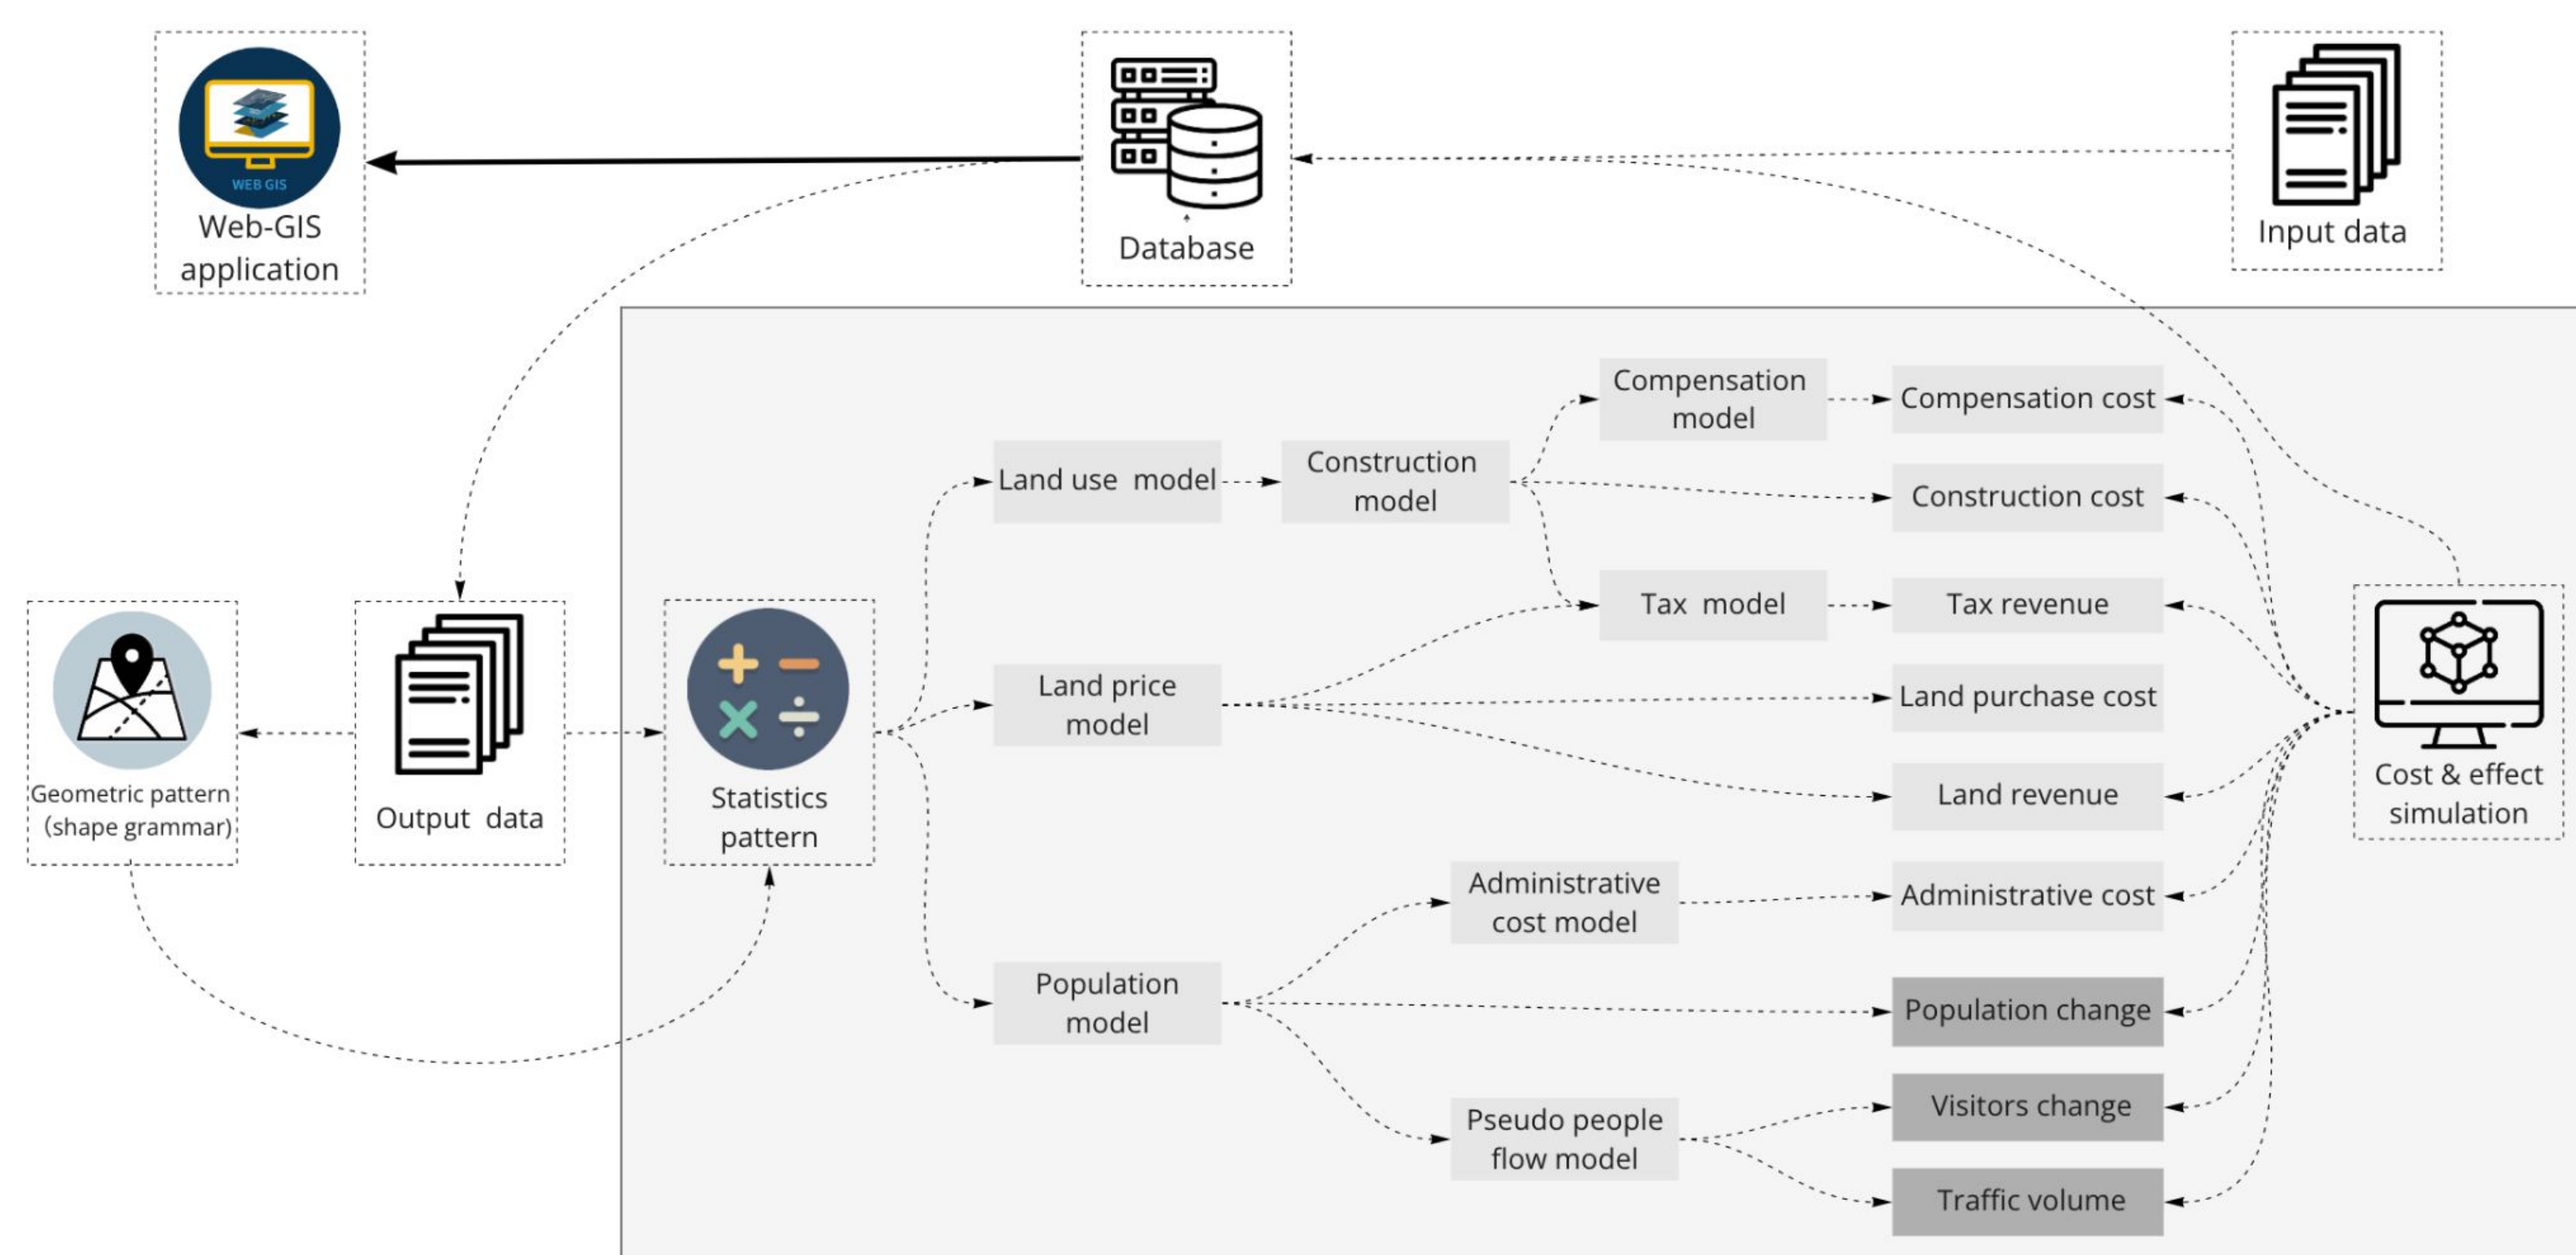 WEB GIS
Web-GIS
application
Database
Input data
Compensation
model
Compensation cost
Land use model
Construction
model
Construction cost
Tax model
Tax revenue
Geometric pattern
(shape grammar)
Output data
Statistics
pattern
Land price
model
Land purchase cost
Land revenue
Cost & effect
simulation
Administrative
cost model
Administrative cost
Population
model
Population change
Pseudo people
flow model
Visitors change
Traffic volume